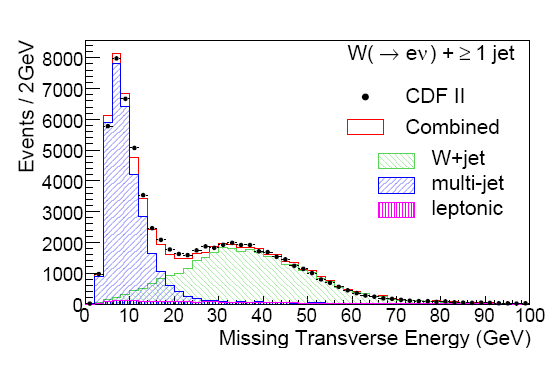 W( → eν) + ≥ 1 jet
CDF II
Combined
W+jet
multi-jet
leptonic
Events / 2GeV
8000
7000
6000
5000
4000
3000
2000
1000
0
0 10 20 30 40 50 60 70 80 90 100
Missing Transverse Energy (GeV)